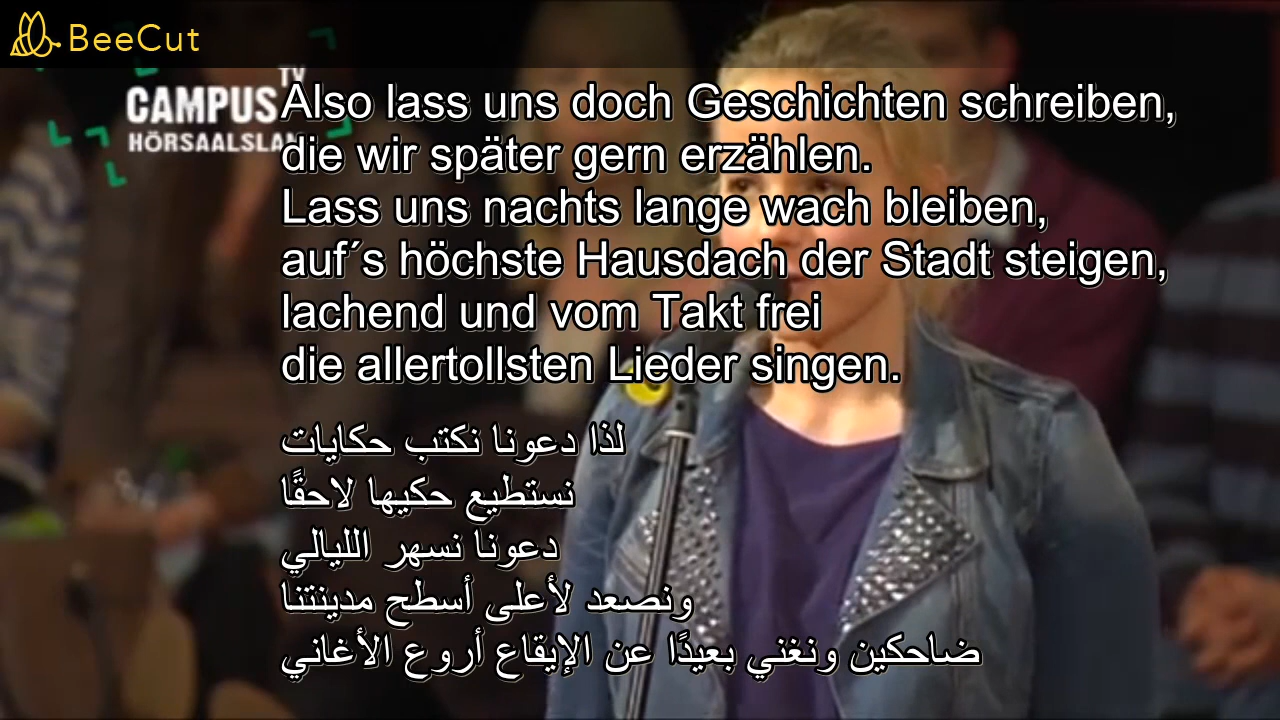 BeeCut
TV
CAMPUS
HÖRSAALSLA
Also lass uns doch Geschichten schreiben,
die wir später gern erzählen.
Lass uns nachts lange wach bleiben,
auf´s höchste Hausdach der Stadt steigen,
lachend und vom Takt frei
die allertollsten Lieder singen.
لذا دعونا نكتب حكايات
نستطيع حكيها لاحقًا
دعونا نسهر الليالي
ونصعد لأعلى أسطح مدينتنا
ضاحكين ونغني بعيدًا عن الإيقاع أروع الأغاني